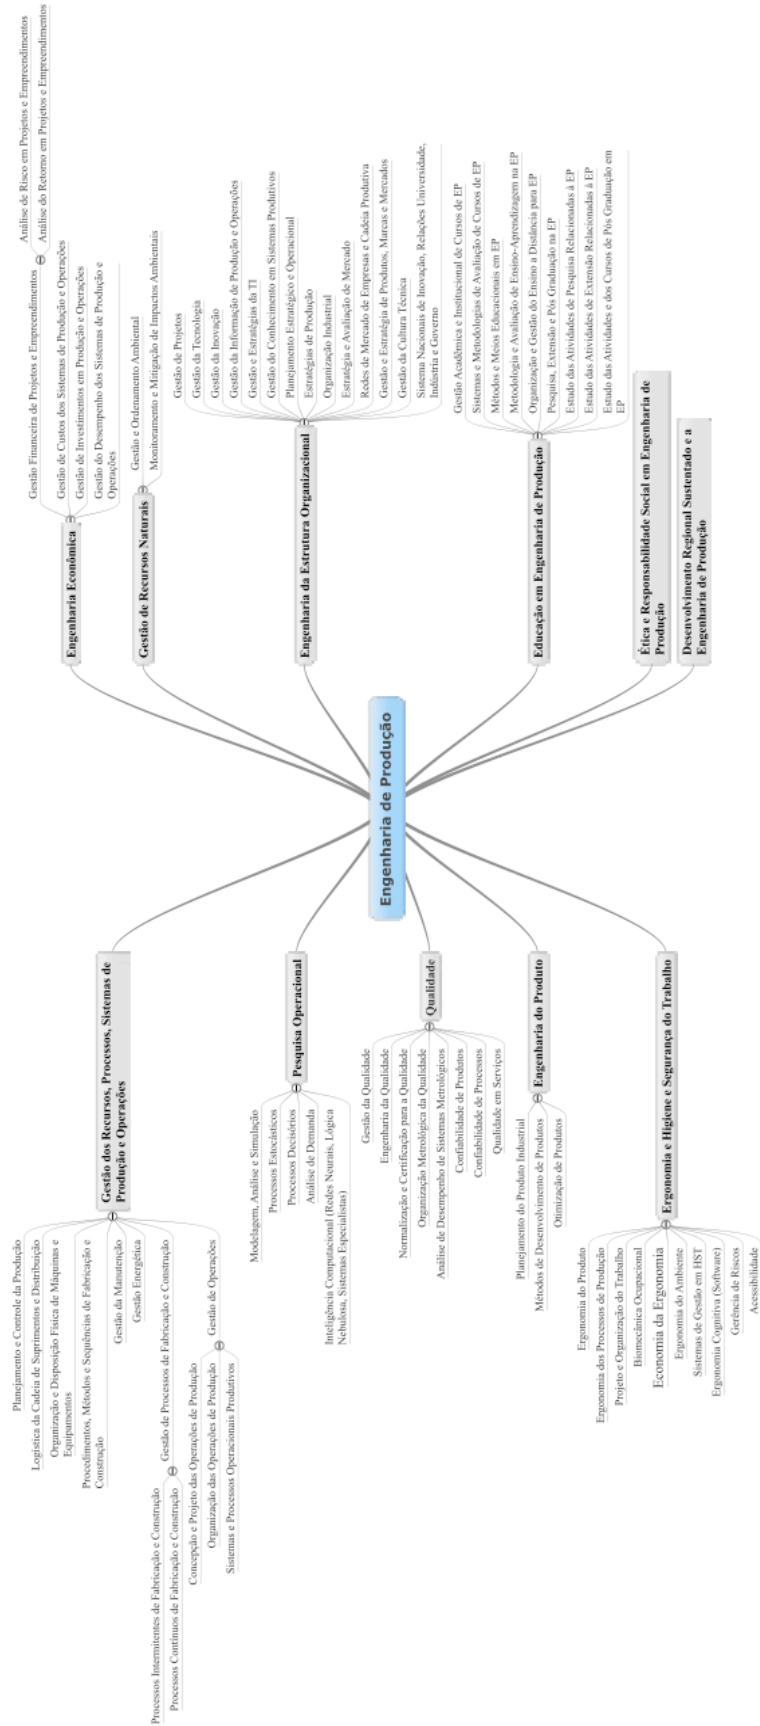 Engenharia de Produção
Gestão dos Recursos, Processos, Sistemas de
Produção e Operações
Planejamento e Controle da Produção
Logística da Cadeia de Suprimentos e Distribuição
Organização e Disposição Física de Máquinas e
Equipamentos
Procedimentos, Métodos e Sequências de Fabricação e
Construção
Gestão da Manutenção
Gestão Energética
Gestão de Processos de Fabricação e Construção
Processos Intermitentes de Fabricação e Construção
Processos Contínuos de Fabricação e Construção
Gestão de Operações
Concepção e Projeto das Operações de Produção
Organização das Operações de Produção
Sistemas e Processos Operacionais Produtivos
Pesquisa Operacional
Modelagem, Análise e Simulação
Processos Estocásticos
Processos Decisórios
Análise de Demanda
Inteligência Computacional (Redes Neurais, Lógica
Nebulosa, Sistemas Especialistas)
Qualidade
Gestão da Qualidade
Engenharia da Qualidade
Normalização e Certificação para a Qualidade
Organização Metrológica da Qualidade
Análise de Desempenho de Sistemas Metrológicos
Confiabilidade de Produtos
Confiabilidade de Processos
Qualidade em Serviços
Engenharia do Produto
Planejamento do Produto Industrial
Métodos de Desenvolvimento de Produtos
Otimização de Produtos
Ergonomia e Higiene e Segurança do Trabalho
Ergonomia do Produto
Ergonomia dos Processos de Produção
Projeto e Organização do Trabalho
Biomecânica Ocupacional
Economia da Ergonomia
Ergonomia do Ambiente
Sistemas de Gestão em HST
Ergonomia Cognitiva (Software)
Gerência de Riscos
Acessibilidade
Engenharia Econômica
Gestão Financeira de Projetos e Empreendimentos
Análise de Risco em Projetos e Empreendimentos
Análise do Retorno em Projetos e Empreendimentos
Gestão de Custos dos Sistemas de Produção e Operações
Gestão de Investimentos em Produção e Operações
Gestão do Desempenho dos Sistemas de Produção e
Operações
Gestão de Recursos Naturais
Gestão e Ordenamento Ambiental
Monitoramento e Mitigação de Impactos Ambientais
Engenharia da Estrutura Organizacional
Gestão de Projetos
Gestão da Tecnologia
Gestão da Inovação
Gestão da Informação de Produção e Operações
Gestão e Estratégias da TI
Gestão do Conhecimento em Sistemas Produtivos
Planejamento Estratégico e Operacional
Estratégias de Produção
Organização Industrial
Estratégia e Avaliação de Mercado
Redes de Mercado de Empresas e Cadeia Produtiva
Gestão e Estratégia de Produtos, Marcas e Mercados
Gestão da Cultura Técnica
Sistema Nacionais de Inovação, Relações Universidade,
Indústria e Governo
Educação em Engenharia de Produção
Gestão Acadêmica e Institucional de Cursos de EP
Sistemas e Metodologias de Avaliação de Cursos de EP
Métodos e Meios Educacionais em EP
Metodologia e Avaliação de Ensino-Aprendizagem na EP
Organização e Gestão do Ensino a Distância para EP
Pesquisa, Extensão e Pós Graduação na EP
Estudo das Atividades de Pesquisa Relacionadas à EP
Estudo das Atividades de Extensão Relacionadas à EP
Estudo das Atividades e dos Cursos de Pós Graduação em
EP
Ética e Responsabilidade Social em Engenharia de
Produção
Desenvolvimento Regional Sustentado e a
Engenharia de Produção